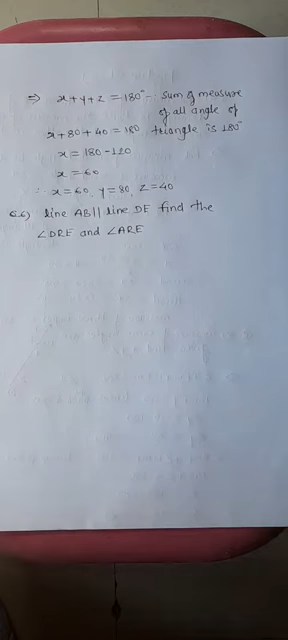 ⇒ x+y+z = 180° -- sum of measure
of all angle of
x+80+40 = 180 triangle is 180°
x = 180-120
x = 60
∴ x=60, y=80, z=40
Q6) line AB || line DE find the
∠DRE and ∠ARE